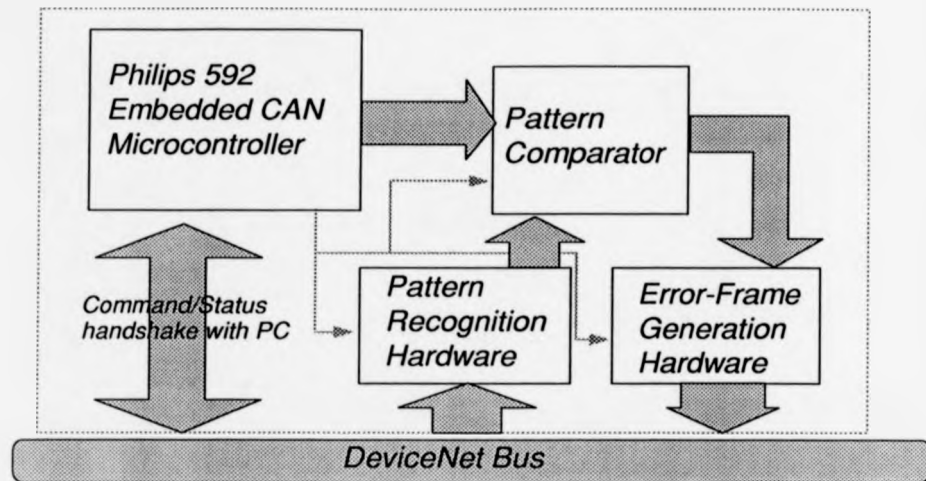 Philips 592
Embedded CAN
Microcontroller
Pattern
Comparator
Command/Status
handshake with PC
Pattern
Recognition
Hardware
Error-Frame
Generation
Hardware
DeviceNet Bus